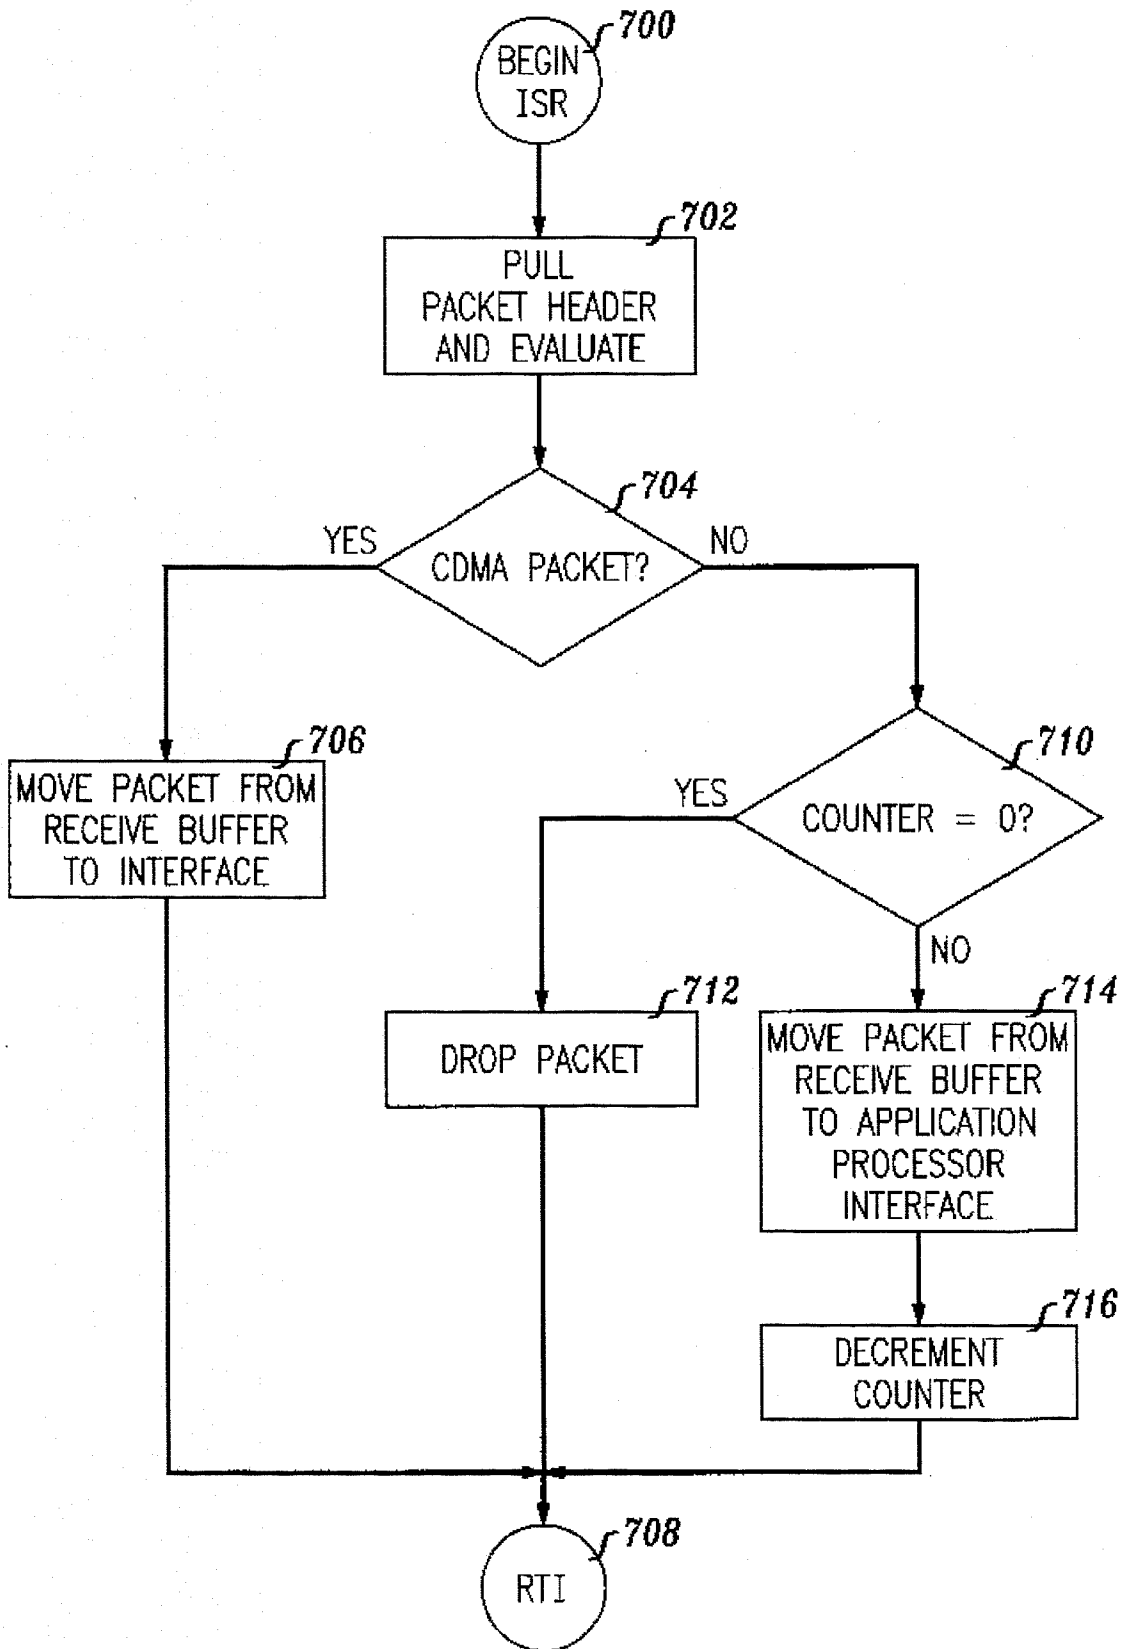 700
BEGIN
ISR
702
PULL
PACKET HEADER
AND EVALUATE
704
YES
NO
CDMA PACKET?
706
MOVE PACKET FROM
RECEIVE BUFFER
TO INTERFACE
710
YES
COUNTER = 0?
NO
712
DROP PACKET
714
MOVE PACKET FROM
RECEIVE BUFFER
TO APPLICATION
PROCESSOR
INTERFACE
716
DECREMENT
COUNTER
708
RTI